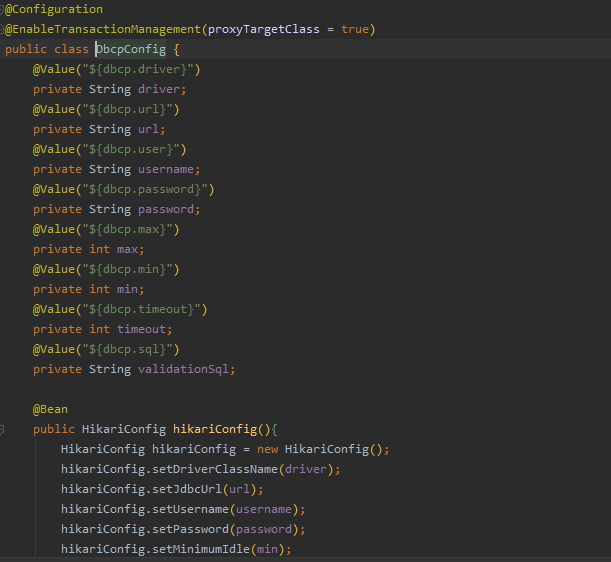 @Configuration
@EnableTransactionManagement(proxyTargetClass = true)
public class DbcpConfig {
    @Value("${dbcp.driver}")
    private String driver;
    @Value("${dbcp.url}")
    private String url;
    @Value("${dbcp.user}")
    private String username;
    @Value("${dbcp.password}")
    private String password;
    @Value("${dbcp.max}")
    private int max;
    @Value("${dbcp.min}")
    private int min;
    @Value("${dbcp.timeout}")
    private int timeout;
    @Value("${dbcp.sql}")
    private String validationSql;
    @Bean
    public HikariConfig hikariConfig(){
        HikariConfig hikariConfig = new HikariConfig();
        hikariConfig.setDriverClassName(driver);
        hikariConfig.setJdbcUrl(url);
        hikariConfig.setUsername(username);
        hikariConfig.setPassword(password);
        hikariConfig.setMinimumIdle(min);